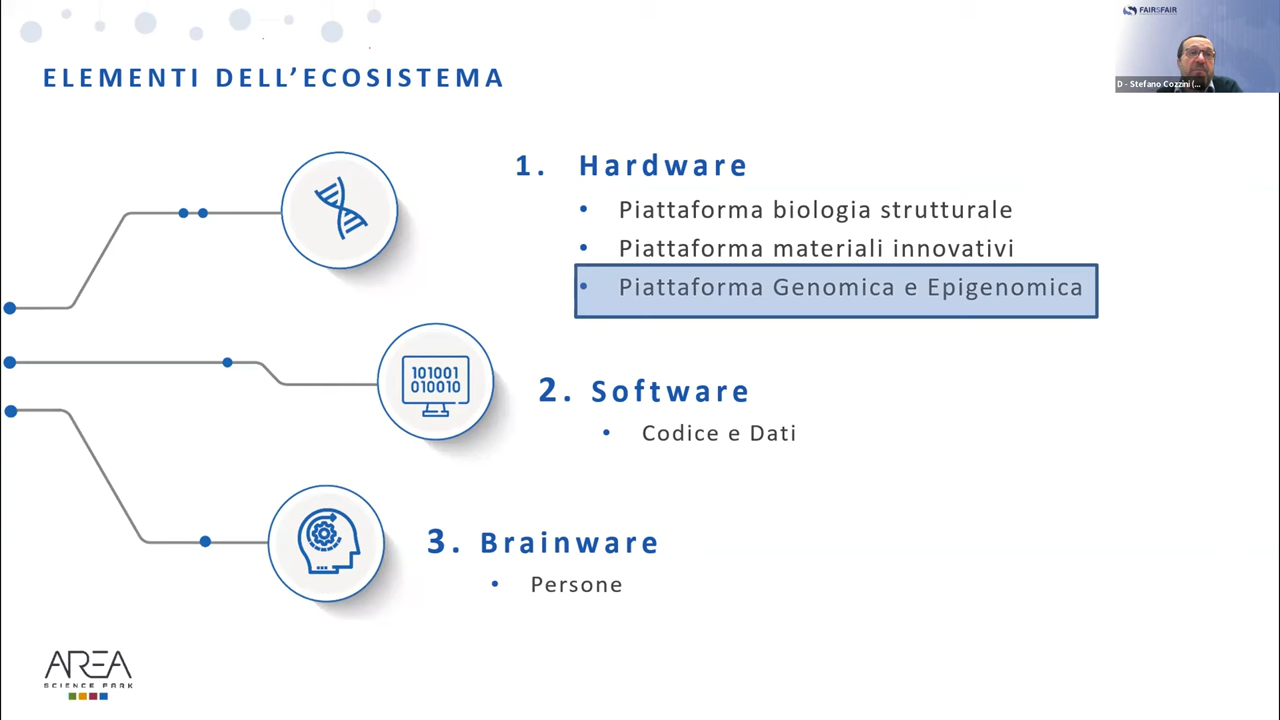 FAIRSFAIR
D - Stefano Cozzini (...
ELEMENTI DELL’ECOSISTEMA
1. Hardware
• Piattaforma biologia strutturale
• Piattaforma materiali innovativi
• Piattaforma Genomica e Epigenomica
101001
010010
2. Software
• Codice e Dati
3. Brainware
• Persone
AREA
SCIENCE PARK